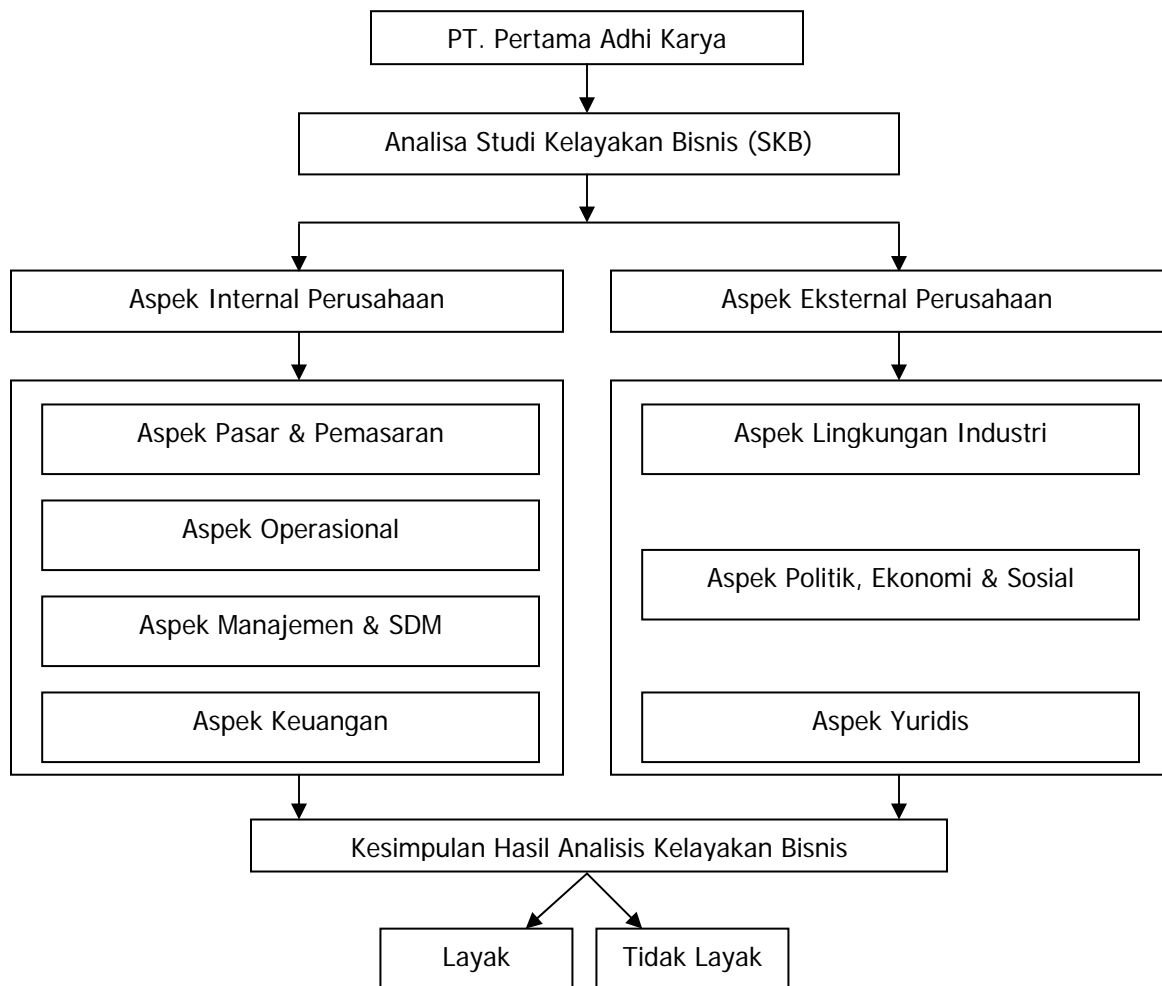 PT. Pertama Adhi Karya
Analisa Studi Kelayakan Bisnis (SKB)
Aspek Internal Perusahaan
Aspek Eksternal Perusahaan
Aspek Pasar & Pemasaran
Aspek Operasional
Aspek Manajemen & SDM
Aspek Keuangan
Aspek Lingkungan Industri
Aspek Politik, Ekonomi & Sosial
Aspek Yuridis
Kesimpulan Hasil Analisis Kelayakan Bisnis
Layak
Tidak Layak